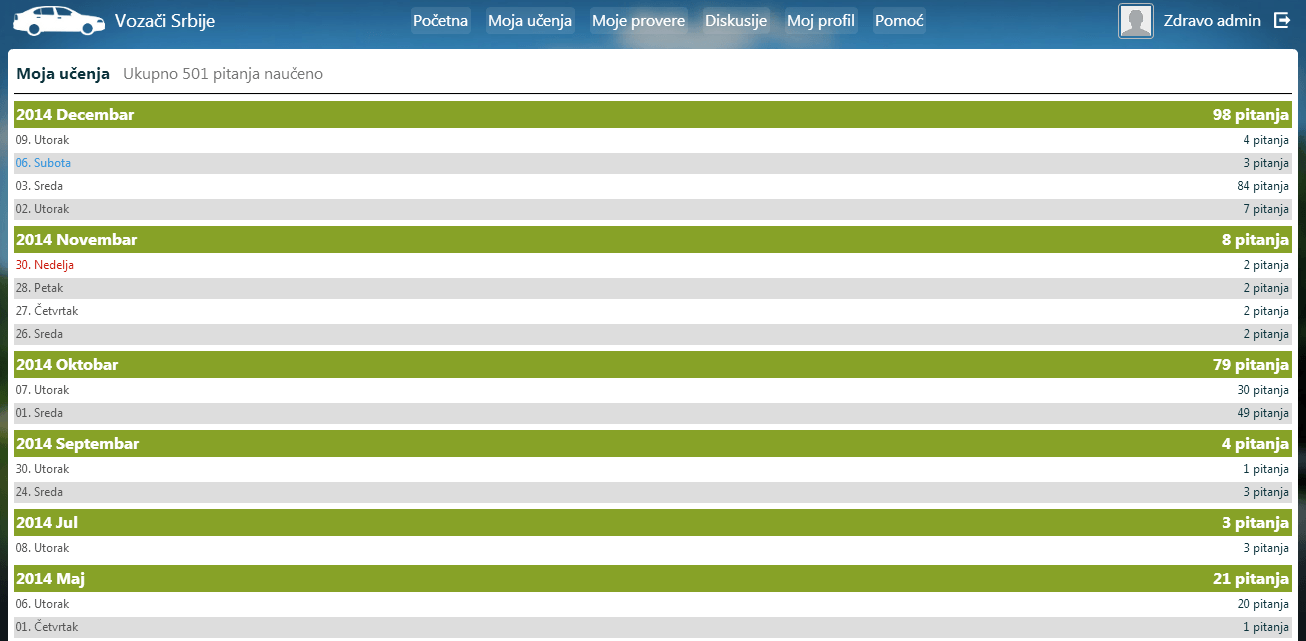 Vozači Srbije
Početna Moja učenja Moje provere Diskusije Moj profil Pomoć
Zdravo admin
Moja učenja Ukupno 501 pitanja naučeno
2014 Decembar 98 pitanja
09. Utorak 4 pitanja
06. Subota 3 pitanja
03. Sreda 84 pitanja
02. Utorak 7 pitanja
2014 Novembar 8 pitanja
30. Nedelja 2 pitanja
28. Petak 2 pitanja
27. Četvrtak 2 pitanja
26. Sreda 2 pitanja
2014 Oktobar 79 pitanja
07. Utorak 30 pitanja
01. Sreda 49 pitanja
2014 Septembar 4 pitanja
30. Utorak 1 pitanja
24. Sreda 3 pitanja
2014 Jul 3 pitanja
08. Utorak 3 pitanja
2014 Maj 21 pitanja
06. Utorak 20 pitanja
01. Četvrtak 1 pitanja